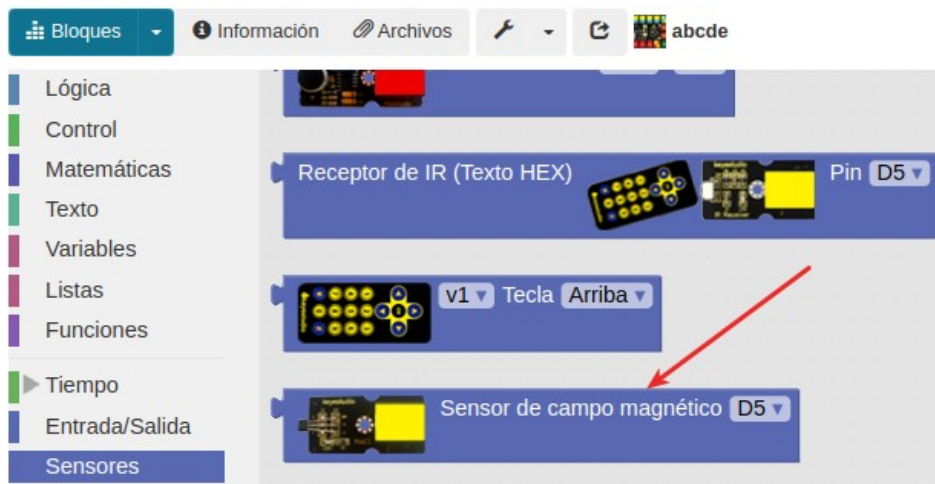 Bloques
Información
Archivos
abcde
Lógica
Control
Matemáticas
Texto
Variables
Listas
Funciones
Tiempo
Entrada/Salida
Sensores
Receptor de IR (Texto HEX) Pin D5
v1 Tecla Arriba
Sensor de campo magnético D5